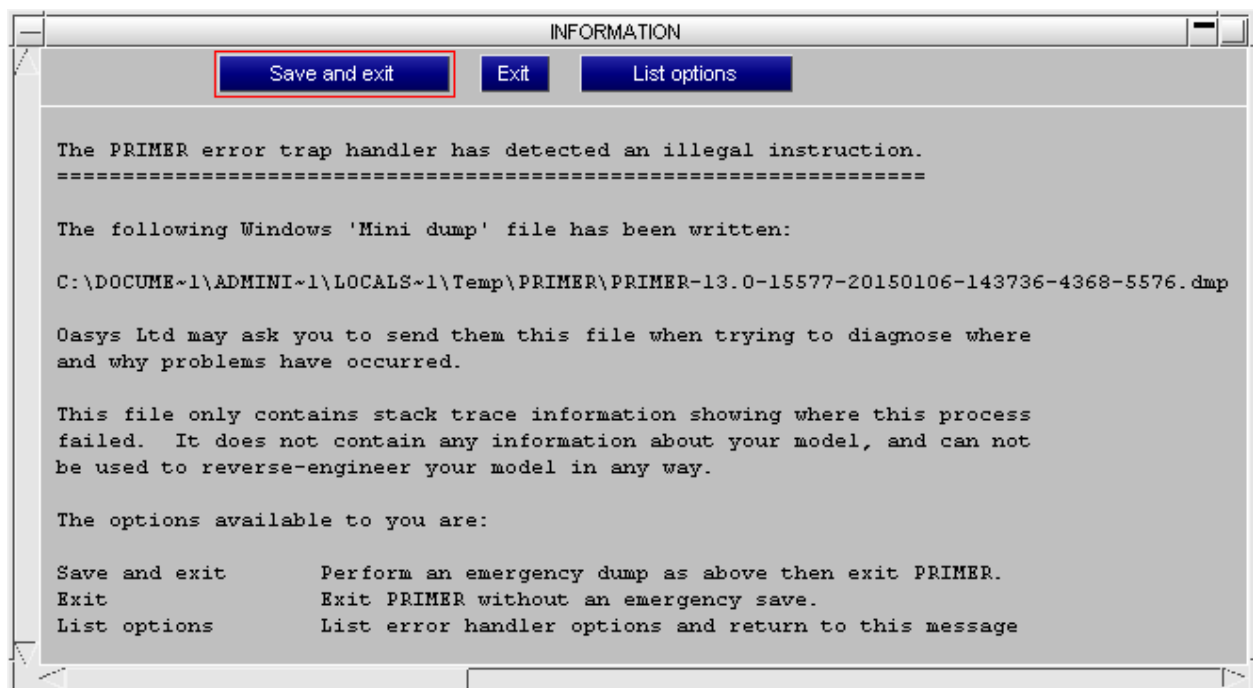 INFORMATION
Save and exit Exit List options
The PRIMER error trap handler has detected an illegal instruction.
==================================================================
The following Windows 'Mini dump' file has been written:
C:\DOCUME~1\ADMINI~1\LOCALS~1\Temp\PRIMER\PRIMER-13.0-15577-20150106-143736-4368-5576.dmp
Oasys Ltd may ask you to send them this file when trying to diagnose where
and why problems have occurred.
This file only contains stack trace information showing where this process
failed.  It does not contain any information about your model, and can not
be used to reverse-engineer your model in any way.
The options available to you are:
Save and exit       Perform an emergency dump as above then exit PRIMER.
Exit                Exit PRIMER without an emergency save.
List options        List error handler options and return to this message